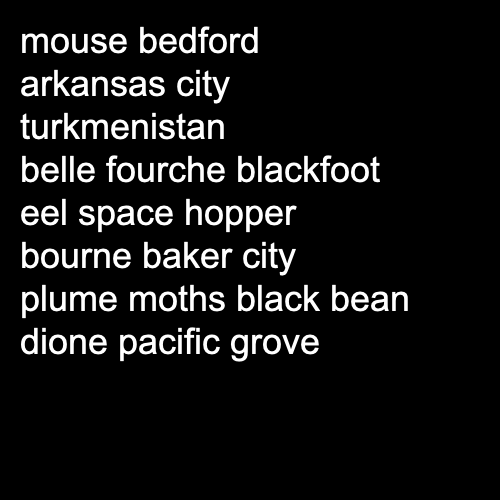 mouse bedford
arkansas city
turkmenistan
belle fourche blackfoot
eel space hopper
bourne baker city
plume moths black bean
dione pacific grove